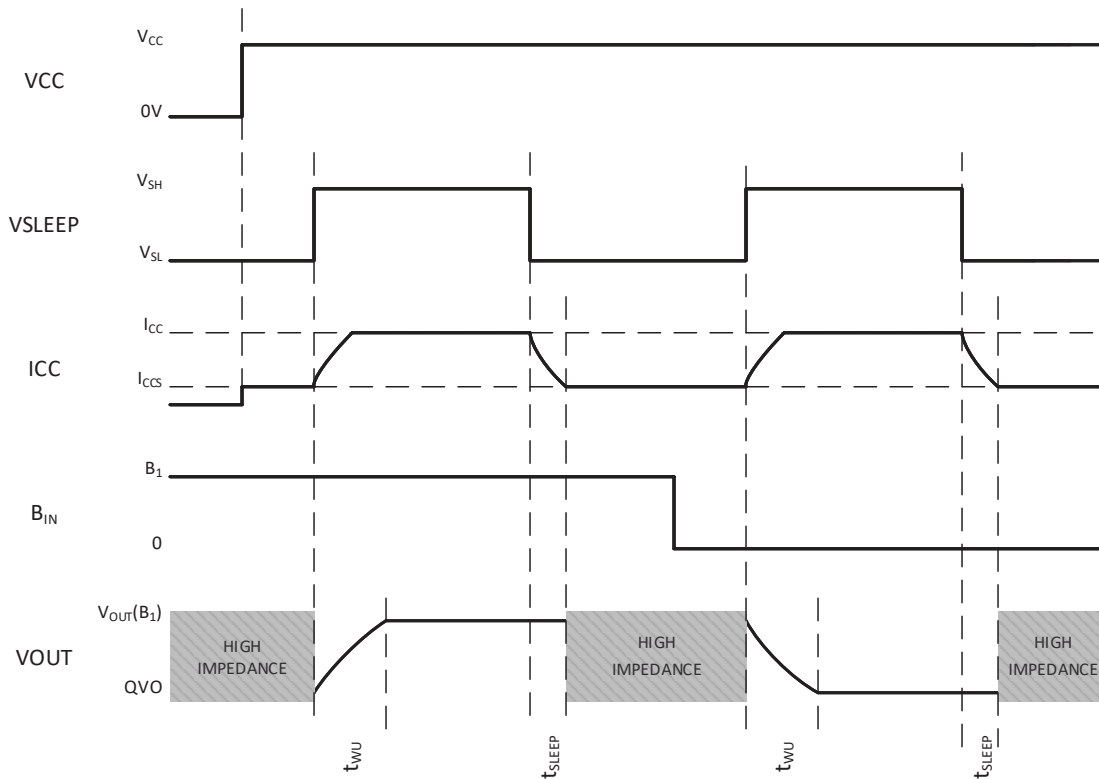 V_CC
VCC
0V
V_SH
VSLEEP
V_SL
I_CC
ICC
I_CCS
B_1
B_IN
0
V_OUT(B_1)
VOUT
QVO
HIGH
IMPEDANCE
HIGH
IMPEDANCE
HIGH
IMPEDANCE
t_WU
t_SLEEP
t_WU
t_SLEEP